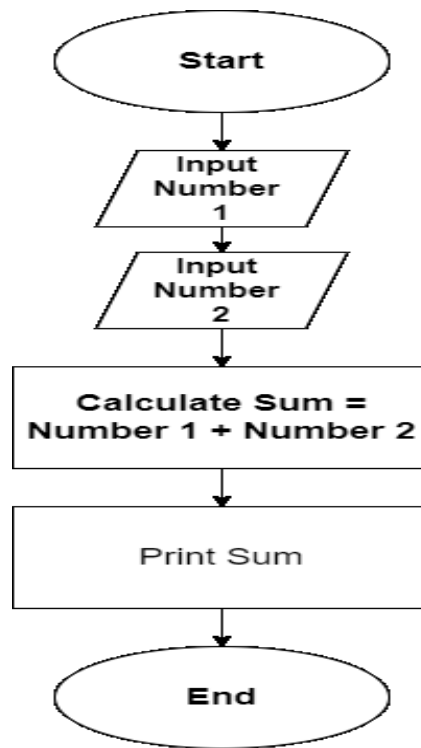 Start
Input
Number
1
Input
Number
2
Calculate Sum =
Number 1 + Number 2
Print Sum
End